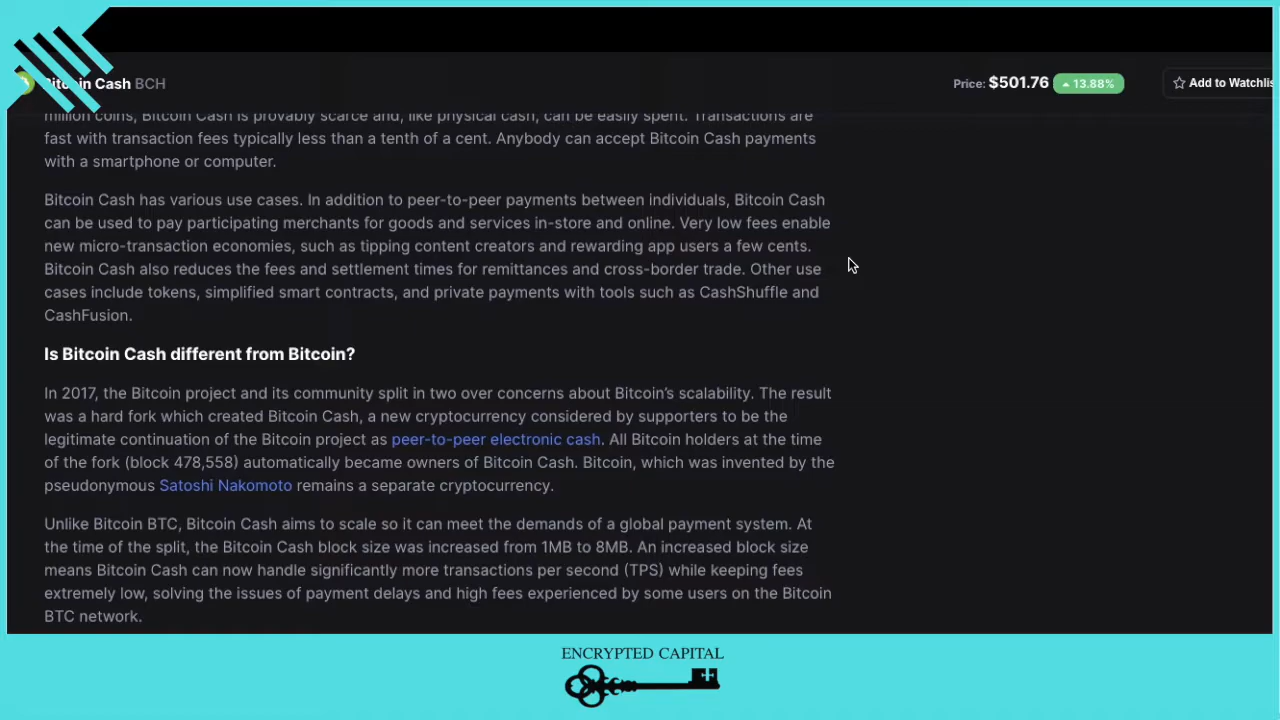 Bitcoin Cash BCH
Price: $501.76 13.88%
Add to Watchlis
million coins, Bitcoin Cash is provably scarce and, like physical cash, can be easily spent. Transactions are
fast with transaction fees typically less than a tenth of a cent. Anybody can accept Bitcoin Cash payments
with a smartphone or computer.
Bitcoin Cash has various use cases. In addition to peer-to-peer payments between individuals, Bitcoin Cash
can be used to pay participating merchants for goods and services in-store and online. Very low fees enable
new micro-transaction economies, such as tipping content creators and rewarding app users a few cents.
Bitcoin Cash also reduces the fees and settlement times for remittances and cross-border trade. Other use
cases include tokens, simplified smart contracts, and private payments with tools such as CashShuffle and
CashFusion.
Is Bitcoin Cash different from Bitcoin?
In 2017, the Bitcoin project and its community split in two over concerns about Bitcoin's scalability. The result
was a hard fork which created Bitcoin Cash, a new cryptocurrency considered by supporters to be the
legitimate continuation of the Bitcoin project as peer-to-peer electronic cash. All Bitcoin holders at the time
of the fork (block 478,558) automatically became owners of Bitcoin Cash. Bitcoin, which was invented by the
pseudonymous Satoshi Nakomoto remains a separate cryptocurrency.
Unlike Bitcoin BTC, Bitcoin Cash aims to scale so it can meet the demands of a global payment system. At
the time of the split, the Bitcoin Cash block size was increased from 1MB to 8MB. An increased block size
means Bitcoin Cash can now handle significantly more transactions per second (TPS) while keeping fees
extremely low, solving the issues of payment delays and high fees experienced by some users on the Bitcoin
BTC network.
ENCRYPTED CAPITAL